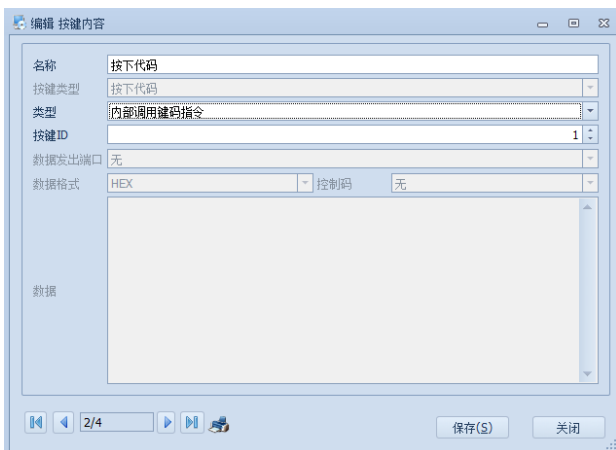 编辑 按键内容
名称 按下代码
按键类型 按下代码
类型 内部调用键码指令
按键ID 1
数据发出端口 无
数据格式 HEX 控制码 无
数据
2/4 保存(S) 关闭